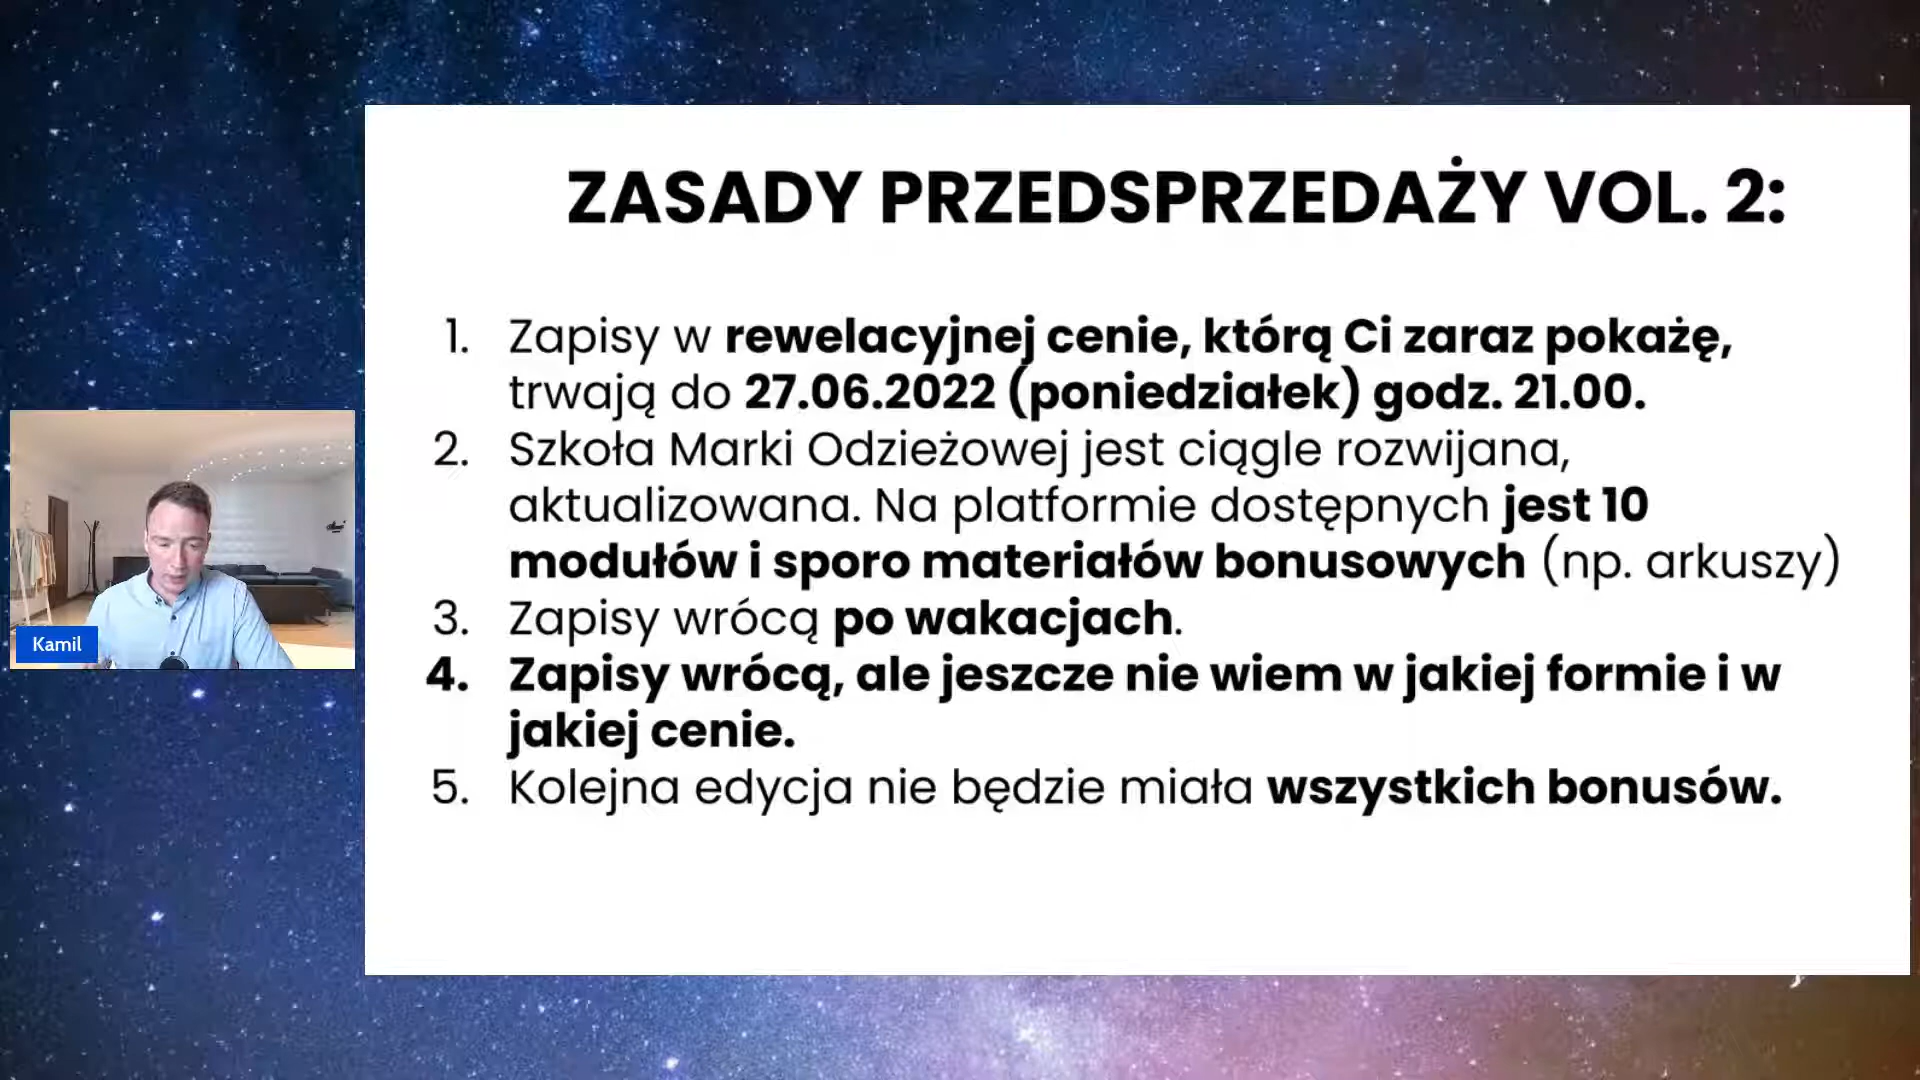 ZASADY PRZEDSPRZEDAŻY VOL. 2:
1. Zapisy w rewelacyjnej cenie, którą Ci zaraz pokażę,
trwają do 27.06.2022 (poniedziałek) godz. 21.00.
2. Szkoła Marki Odzieżowej jest ciągle rozwijana,
aktualizowana. Na platformie dostępnych jest 10
modułów i sporo materiałów bonusowych (np. arkuszy)
3. Zapisy wrócą po wakacjach.
4. Zapisy wrócą, ale jeszcze nie wiem w jakiej formie i w
jakiej cenie.
5. Kolejna edycja nie będzie miała wszystkich bonusów.
Kamil